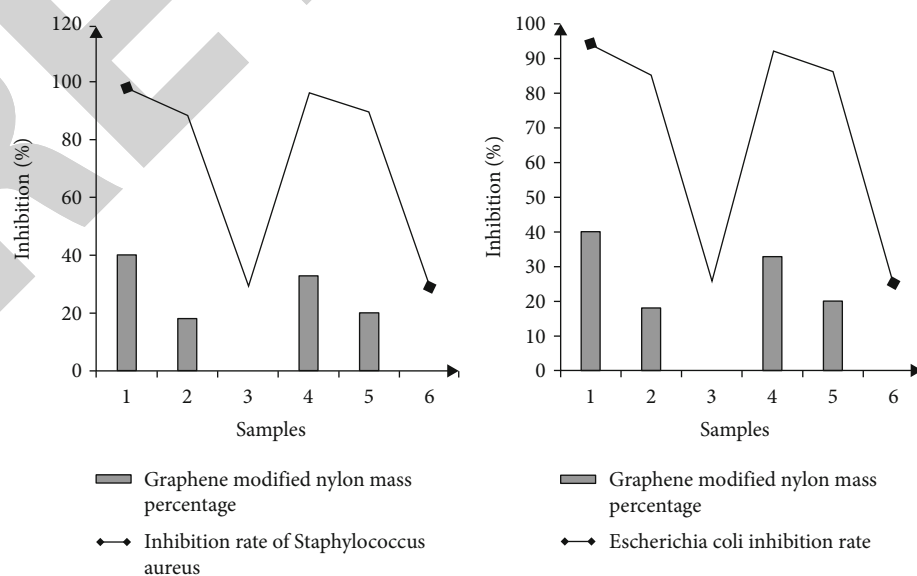 120
100
80
60
40
20
0
Inhibition (%)
1 2 3 4 5 6
Samples
Graphene modified nylon mass
percentage
Inhibition rate of Staphylococcus
aureus
100
90
80
70
60
50
40
30
20
10
0
Inhibition (%)
1 2 3 4 5 6
Samples
Graphene modified nylon mass
percentage
Escherichia coli inhibition rate